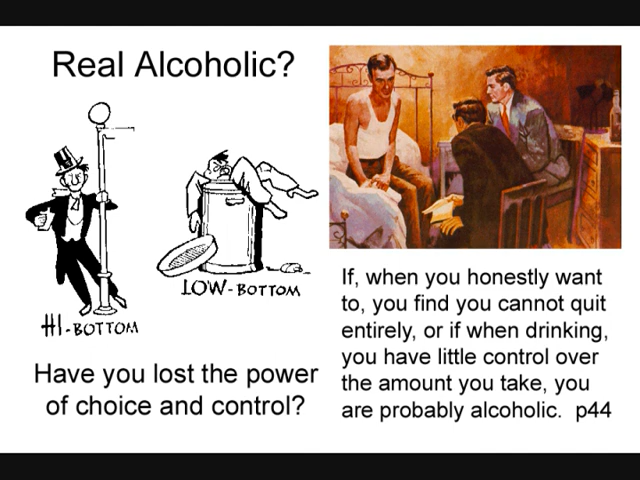 Real Alcoholic?
HI-BOTTOM
LOW-BOTTOM
Have you lost the power
of choice and control?
If, when you honestly want
to, you find you cannot quit
entirely, or if when drinking,
you have little control over
the amount you take, you
are probably alcoholic. p44